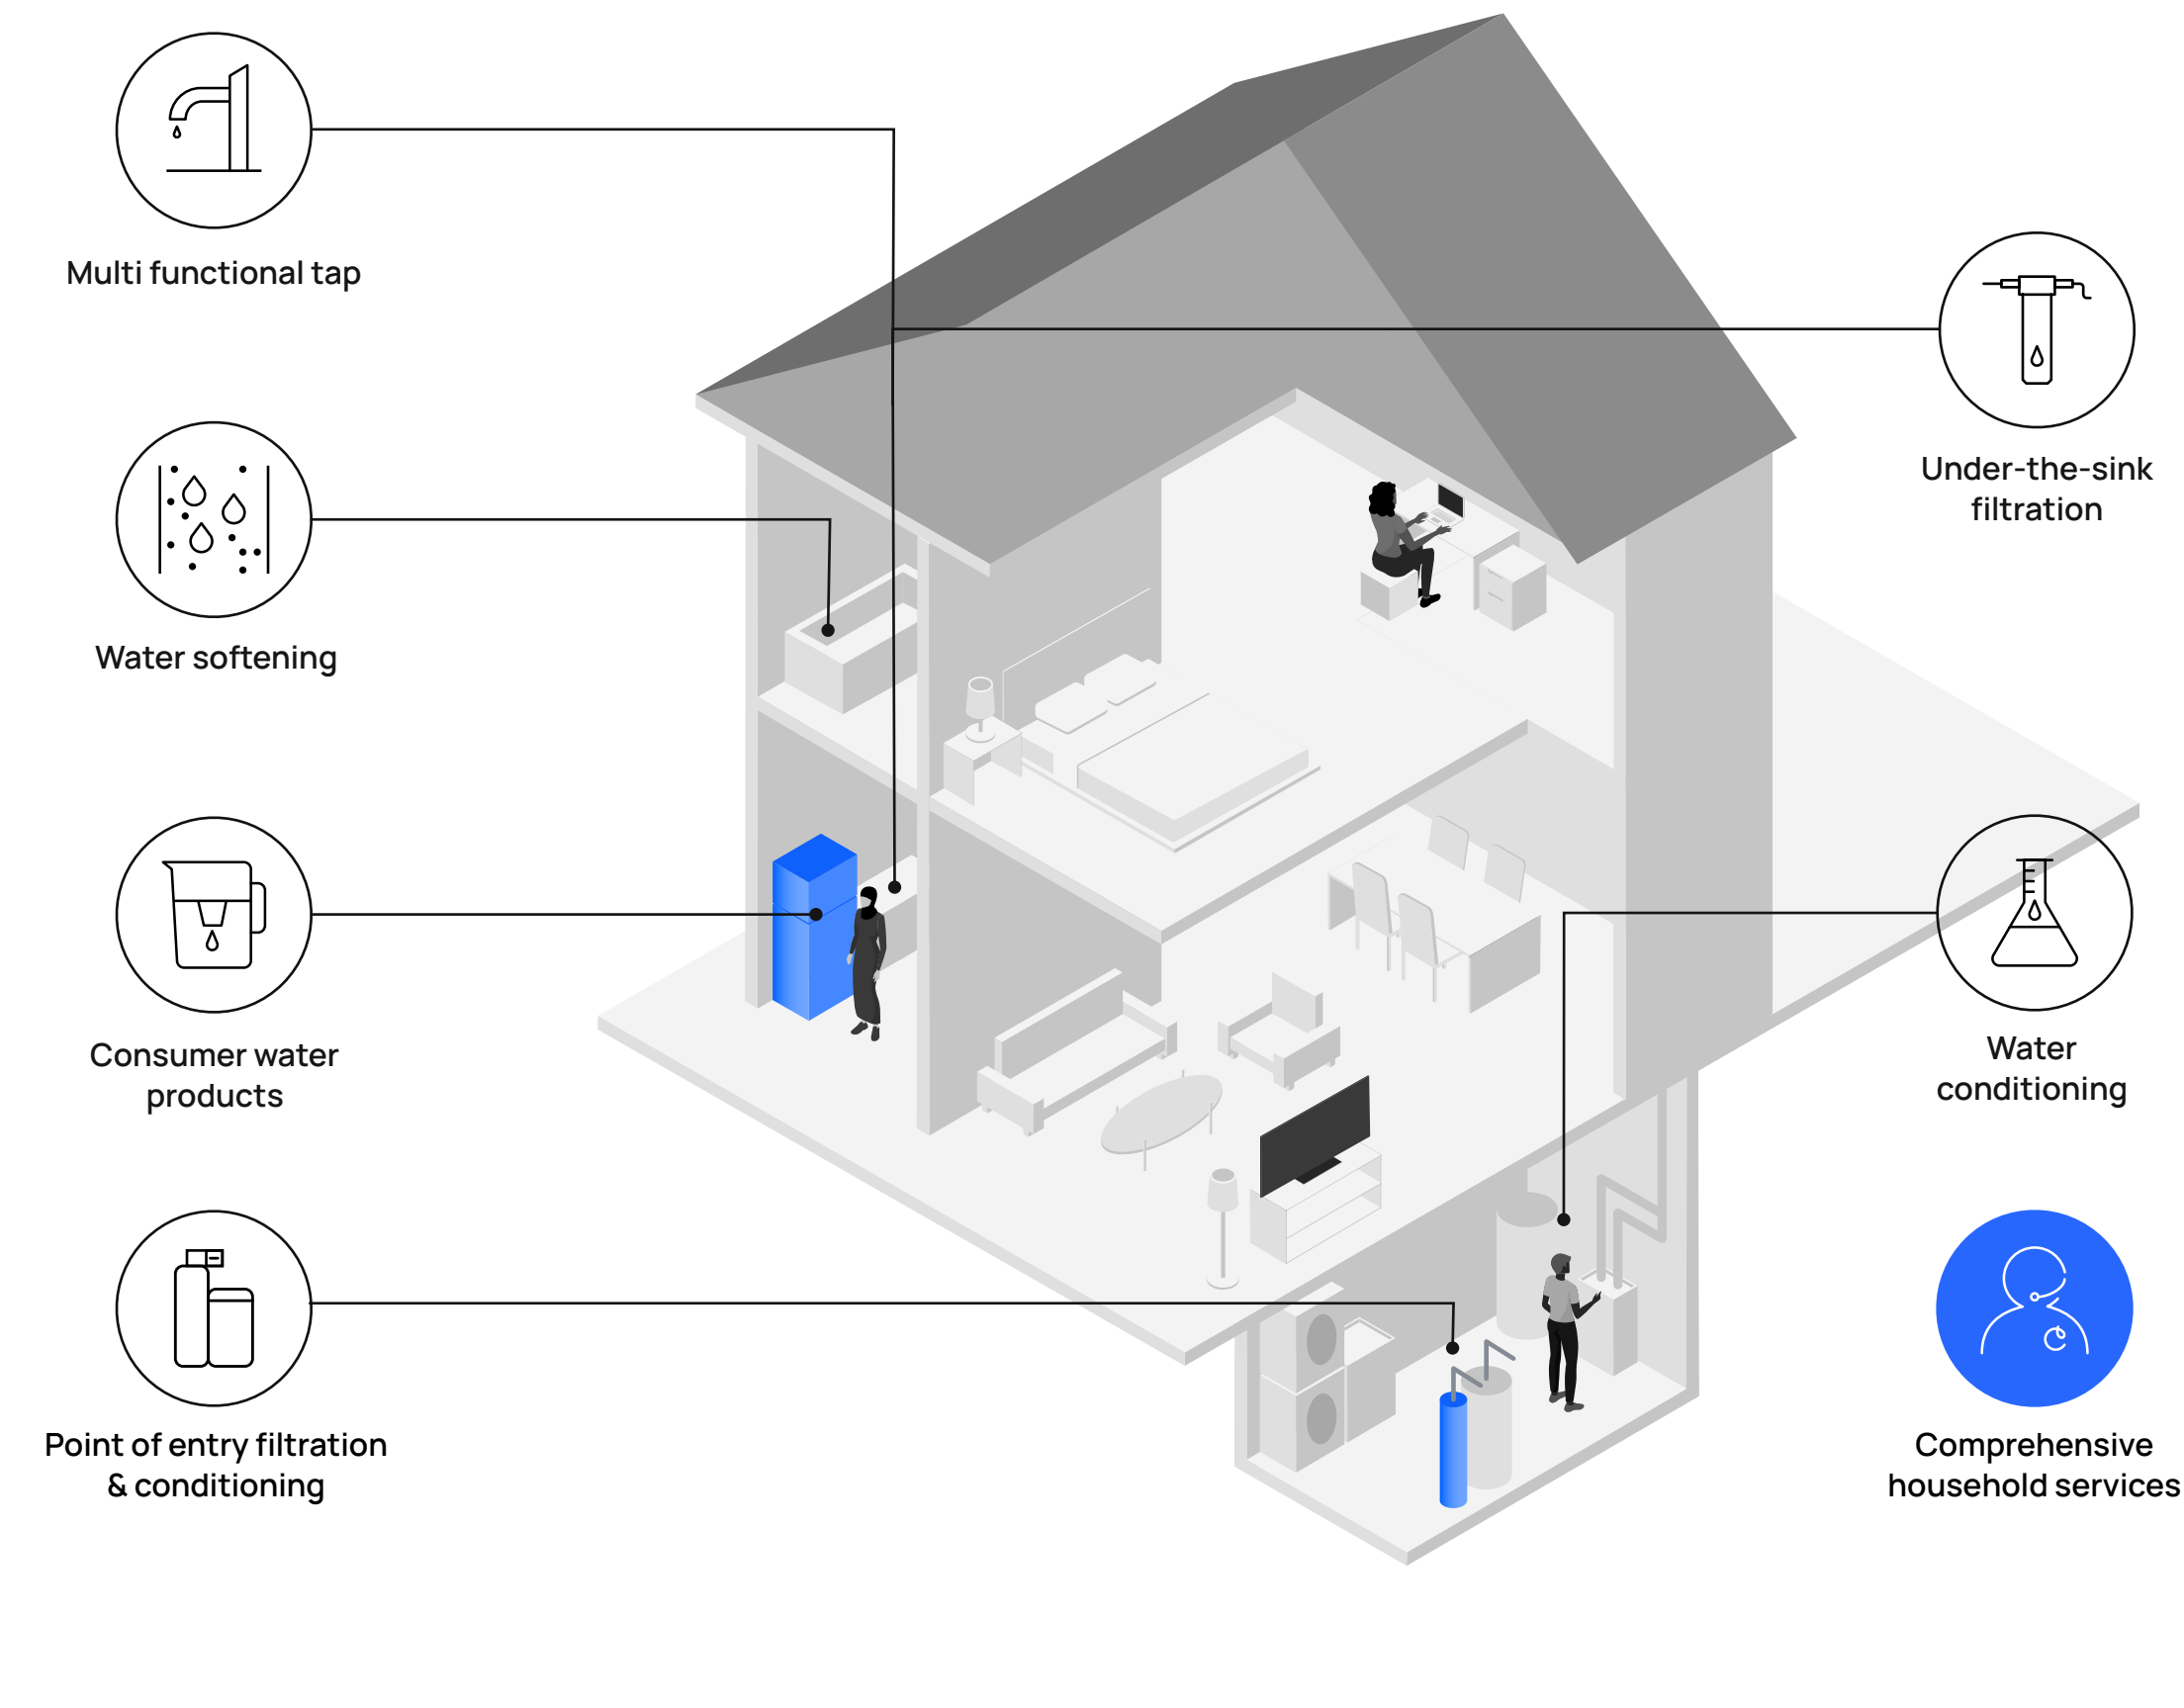 Multi functional tap
Under-the-sink
filtration
Water softening
Consumer water
products
Water
conditioning
Point of entry filtration
& conditioning
Comprehensive
household services